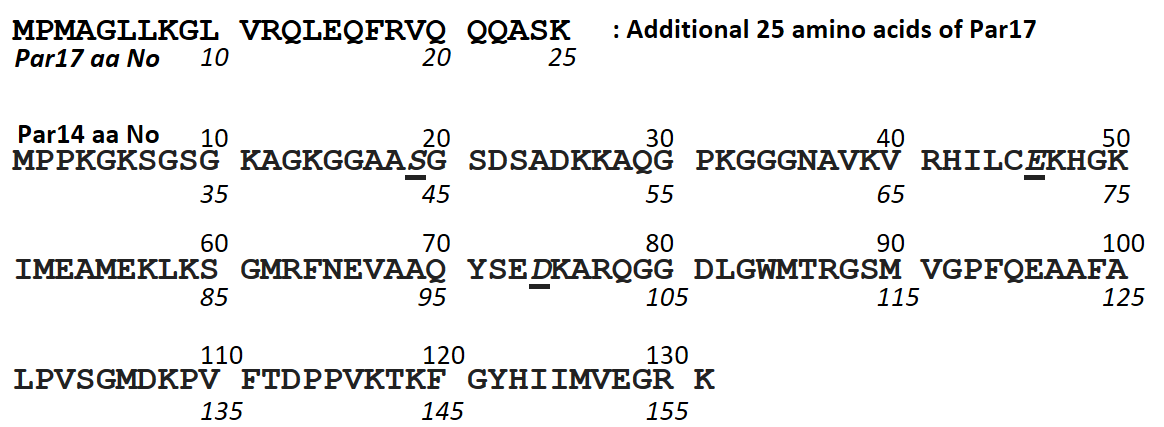 MPMAGLLKGL VRQLEQFRVQ QQASK : Additional 25 amino acids of Par17
Par17 aa No 10 20 25
Par14 aa No 10 20 30 40 50
MPPKGKSGSG KAGKGGAASG SDSADKKAQG PKGGGNAVKV RHILCEKHGK
35 45 55 65 75
60 70 80 90 100
IMEAMEKLKS GMRFNEVAAQ YSEDKARQGG DLGWMTRGSM VGPFQEAAFA
85 95 105 115 125
110 120 130
LPVSGMDKPV FTDPPVKTKF GYHIIMVEGR K
135 145 155